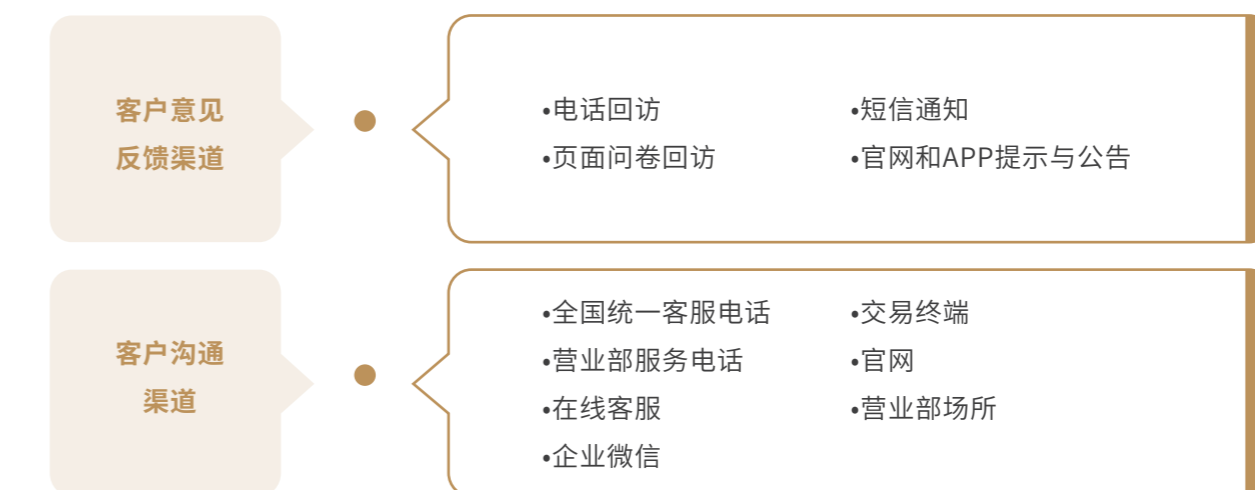 客户意见
反馈渠道
•电话回访
•短信通知
•页面问卷回访
•官网和APP提示与公告
客户沟通
渠道
•全国统一客服电话
•交易终端
•营业部服务电话
•官网
•在线客服
•营业部场所
•企业微信